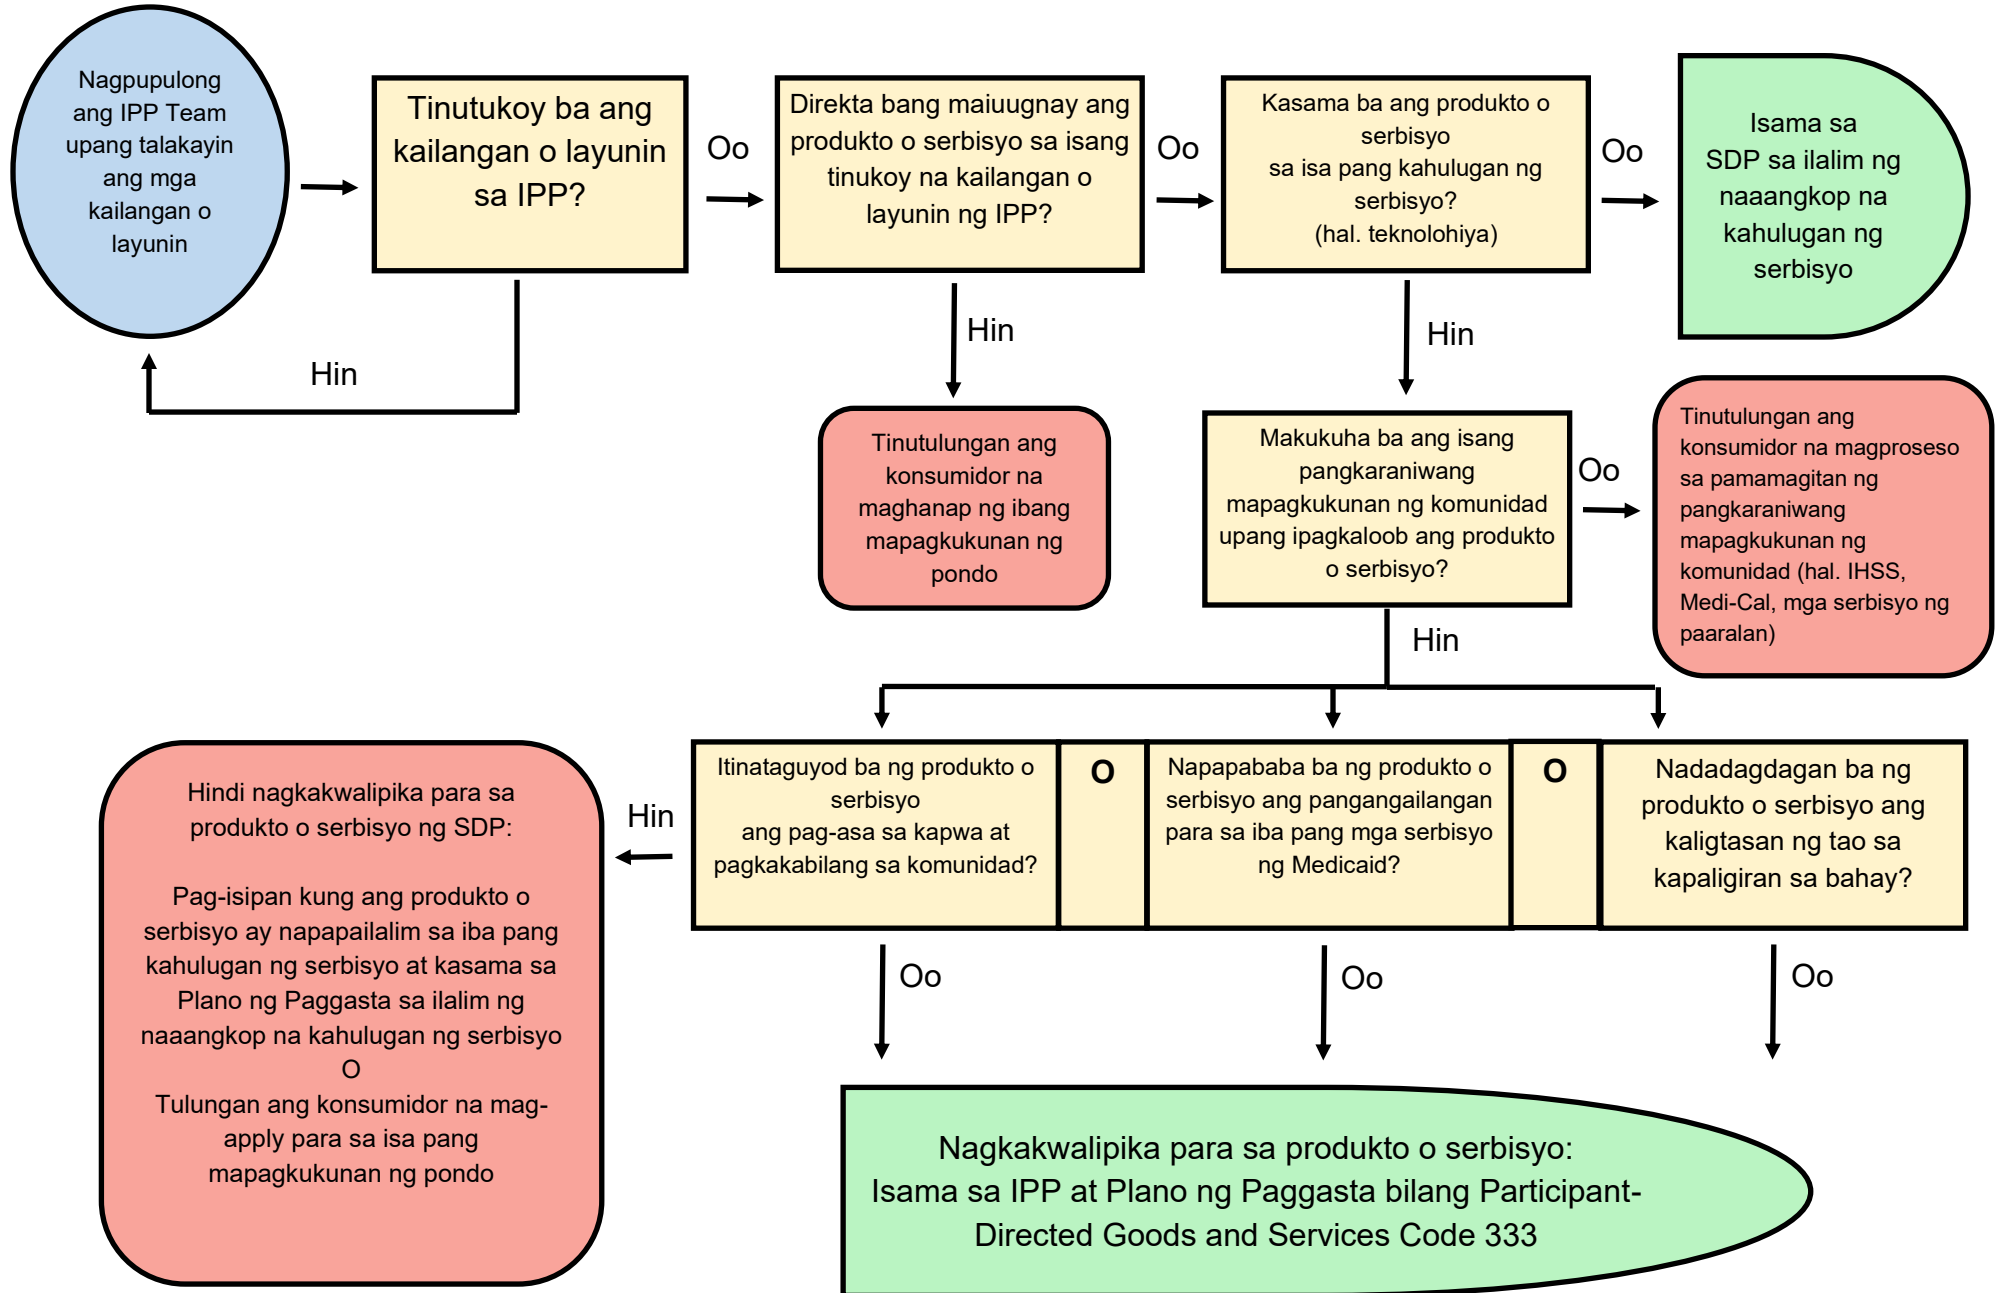 Nagpupulong
ang IPP Team
upang talakayin
ang mga
kailangan o
layunin
Tinutukoy ba ang
kailangan o layunin
sa IPP?
Oo
Hin
Direkta bang maiuugnay ang
produkto o serbisyo sa isang
tinukoy na kailangan o
layunin ng IPP?
Oo
Hin
Kasama ba ang produkto o
serbisyo
sa isa pang kahulugan ng
serbisyo?
(hal. teknolohiya)
Oo
Hin
Isama sa
SDP sa ilalim ng
naaangkop na
kahulugan ng
serbisyo
Tinutulungan ang
konsumidor na
maghanap ng ibang
mapagkukunan ng
pondo
Makukuha ba ang isang
pangkaraniwang
mapagkukunan ng komunidad
upang ipagkaloob ang produkto
o serbisyo?
Oo
Hin
Tinutulungan ang
konsumidor na magproseso
sa pamamagitan ng
pangkaraniwang
mapagkukunan ng
komunidad (hal. IHSS,
Medi-Cal, mga serbisyo ng
paaralan)
Itinataguyod ba ng produkto o
serbisyo
ang pag-asa sa kapwa at
pagkakabilang sa komunidad?
O
Napapababa ba ng produkto o
serbisyo ang pangangailangan
para sa iba pang mga serbisyo
ng Medicaid?
O
Nadadagdagan ba ng
produkto o serbisyo ang
kaligtasan ng tao sa
kapaligiran sa bahay?
Hin
Hindi nagkakwalipika para sa
produkto o serbisyo ng SDP:
Pag-isipan kung ang produkto o
serbisyo ay napapailalim sa iba pang
kahulugan ng serbisyo at kasama sa
Plano ng Paggasta sa ilalim ng
naaangkop na kahulugan ng serbisyo
O
Tulungan ang konsumidor na mag-
apply para sa isa pang
mapagkukunan ng pondo
Oo
Oo
Oo
Nagkakwalipika para sa produkto o serbisyo:
Isama sa IPP at Plano ng Paggasta bilang Participant-
Directed Goods and Services Code 333